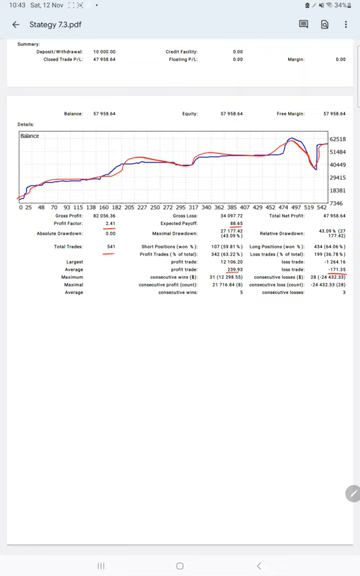 10:43 Sat, 12 Nov 34%
Stategy 7.3.pdf
Summary:
Deposit/Withdrawal: 10 000.00 Credit Facility: 0.00
Closed Trade P/L: 47 958.64 Floating P/L: 0.00 Margin: 0.00
Balance: 57 958.64 Equity: 57 958.64 Free Margin: 57 958.64
Details:
Balance
62518
51484
40449
29415
18381
7346
0 25 48 70 93 115 138 160 182 205 227 250 272 295 317 340 362 385 407 429 452 474 497 519 542
Gross Profit: 82 056.36 Gross Loss: 34 097.72 Total Net Profit: 47 958.64
Profit Factor: 2.41 Expected Payoff: 88.65
Absolute Drawdown: 0.00 Maximal Drawdown: 27 177.42 (43.09 %) Relative Drawdown: 43.09 % (27 177.42)
Total Trades: 541 Short Positions (won %): 107 (59.81 %) Long Positions (won %): 434 (64.06 %)
Profit Trades (% of total): 342 (63.22 %) Loss trades (% of total): 199 (36.78 %)
Largest profit trade: 12 106.20 loss trade: -1 264.16
Average profit trade: 239.93 loss trade: -171.35
Maximum consecutive wins ($): 31 (12 298.55) consecutive losses ($): 28 (-24 432.33)
Maximal consecutive profit (count): 21 716.84 (8) consecutive loss (count): -24 432.33 (28)
Average consecutive wins: 5 consecutive losses: 3